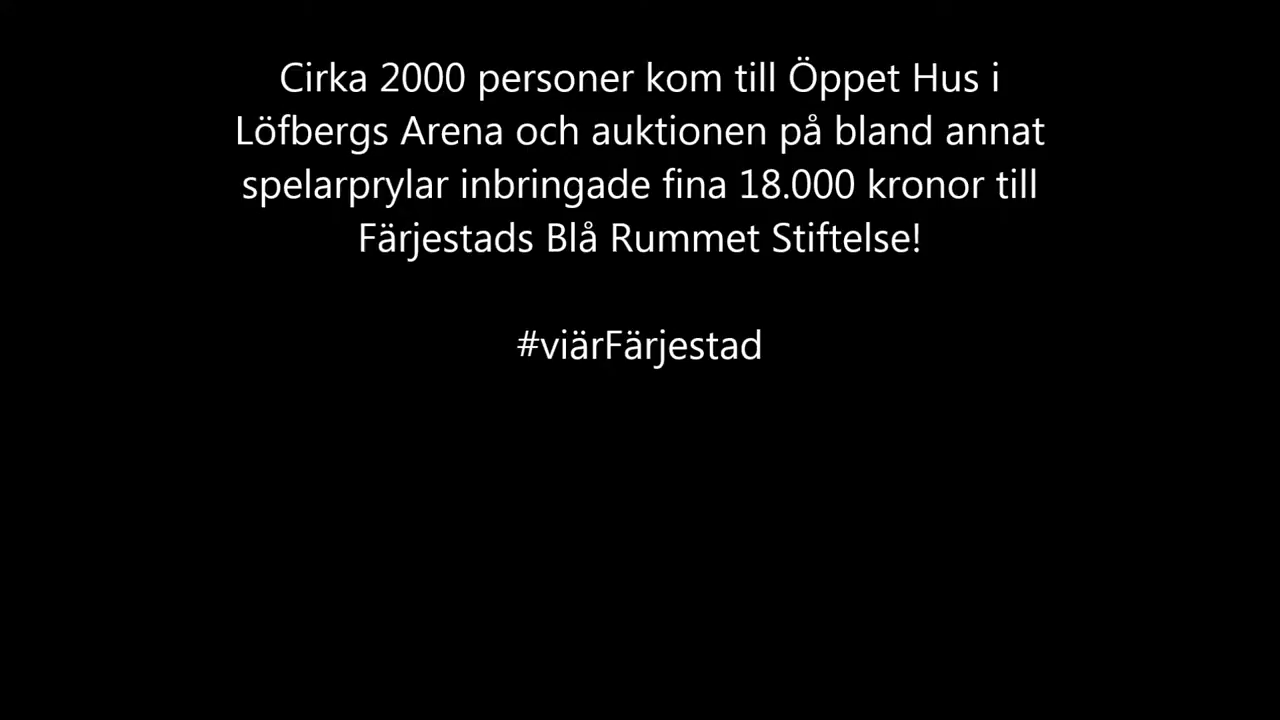 Cirka 2000 personer kom till Öppet Hus i
Löfbergs Arena och auktionen på bland annat
spelarprylar inbringade fina 18.000 kronor till
Färjestads Blå Rummet Stiftelse!
#viärFärjestad